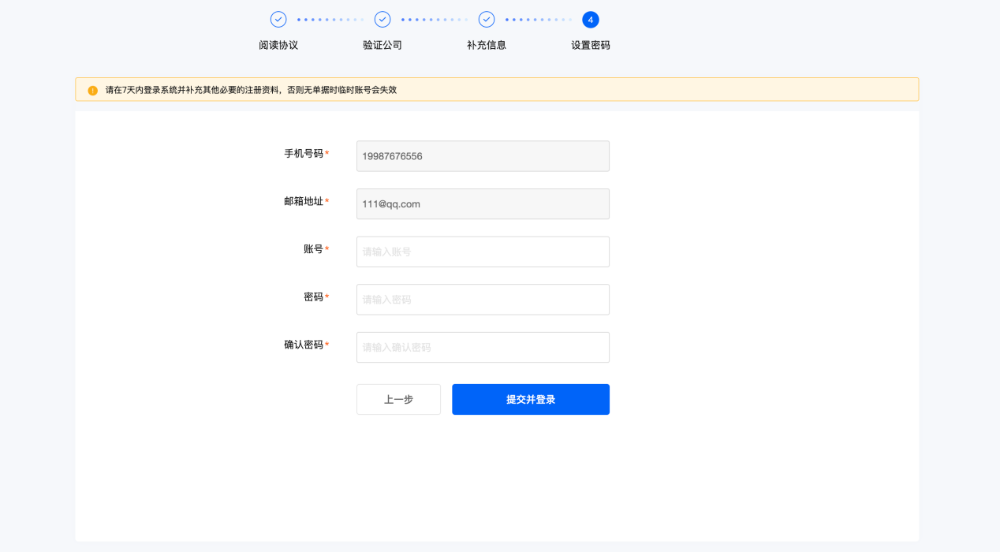 4
阅读协议 验证公司 补充信息 设置密码
请在7天内登录系统并补充其他必要的注册资料，否则无单据时临时账号会失效
手机号码* 19987676556
邮箱地址* 111@qq.com
账号* 请输入账号
密码* 请输入密码
确认密码* 请输入确认密码
上一步 提交并登录